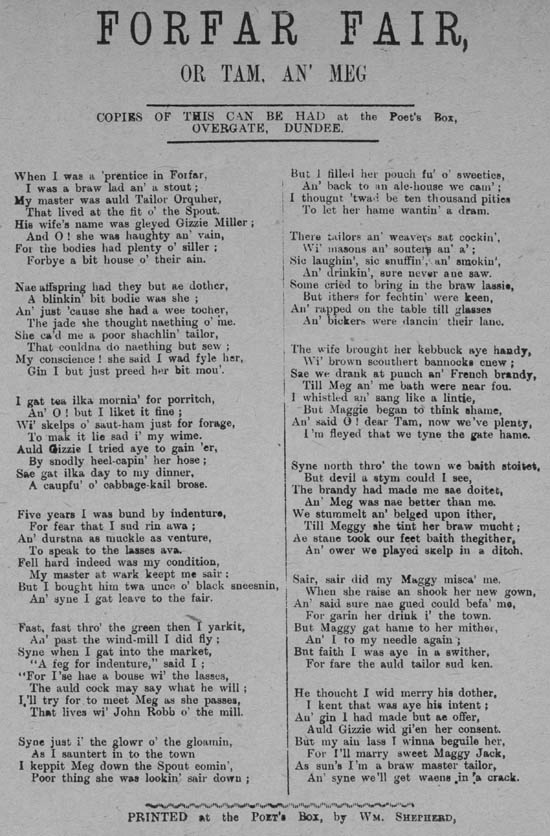 FORFAR FAIR,
OR TAM, AN' MEG
COPIES OF THIS CAN BE HAD at the Poet's Box,
OVERGATE, DUNDEE.
When I was a 'prentice in Forfar,
I was a braw lad an' a stout;
My master was auld Tailor Orquher,
That lived at the fit o' the Spout.
His wife's name was gleyed Gizzie Miller;
And O! she was haughty an' vain,
For the bodies had plenty o' siller;
Forbye a bit house o' their ain.
Nae affspring had they but ae dother,
A blinkin' bit bodie was she;
An' just 'cause she had a wee tocher,
The jade she thought naething o' me.
She ca'd me a poor shachlin' tailor,
That couldna do naething but sew;
My conscience! she said I wad fyle her,
Gin I but just preed her bit mou'.
I gat tea ilka mornin' for porritch,
An' O! but I liket it fine;
Wi' skelps o' saut-ham just for forage,
To mak it lie sad i' my wime.
Auld Gizzie I tried aye to gain 'er,
By snodly heel-capin' her hose;
Sae gat ilka day to my dinner,
A caupfu' o' cabbage-kail brose.
Five years I was bund by indenture,
For fear that I sud rin awa;
An' durstna as muckle as venture,
To speak to the lasses ava.
Fell hard indeed was my condition,
My master at wark keept me sair;
But I bought him twa unce o' black sneesnin,
An' syne I gat leave to the fair.
Fast, fast thro' the green then I yarkit,
An' past the wind-mill I did fly;
Syne when I gat into the market,
"A feg for indenture," said I;
"For I'se hae a bouse wi' the lasses,
The auld cock may say what he will;
I,ll try for to meet Meg as she passes,
That lives wi' John Robb o' the mill.
Syne just i' the glowr o' the gloamin,
As I sauntert in to the town
I keppit Meg down the Spout comin',
Poor thing she was lookin' sair down;
But I filled her pouch fu' o' sweeties,
An' back to an ale-house we cam';
I thought 'twad be ten thousand pities
To let her hame wantin' a dram.
There tailors an' weavers sat cockin',
Wi' masons an' souters an' a';
Sic laughin', sic snuffin', an' smokin',
An' drinkin', sure never ane saw.
Some cried to bring in the braw lassie,
But ithers for fechtin' were keen,
An' rapped on the table till glasses
An' bickers were dancin' their lane.
The wife brought her kebbuck aye handy,
Wi' brown scouthert bannocks enew;
Sae we drank at punch an' French brandy,
Till Meg an' me bath were near fou.
I whistled an' sang like a lintie,
But Maggie began to think shame,
An' said O! dear Tam, now we've plenty,
I'm fleyed that we tyne the gate hame.
Syne north thro' the town we baith stoitet,
But devil a stym could I see,
The brandy had made me sae doitet,
An' Meg was nae better than me.
We stummelt an' belged upon ither,
Till Meggy she tint her braw mucht;
Ae stane took our feet baith thegither,
An' ower we played skelp in a ditch.
Sair, sair did my Maggy misca' me.
When she raise an shook her new gown,
An' said sure nae gued could befa' me,
For garin her drink i' the town.
But Maggy gat hame to her mither,
An' I to my needle again;
But faith I was aye in a swither,
For fare the auld tailor sud ken.
He thoucht I wid merry his dother,
I kent that was aye his intent;
An' gin I had made but ae offer,
Auld Gizzie wid gi'en her consent.
But my ain lass I winna beguile her,
For I'll marry sweet Maggy Jack,
As sune's I'm a braw master tailor,
An' syne we'll get waens in a crack.
PRINTED at the POET'S BOX, by WM. SHEPHERD,